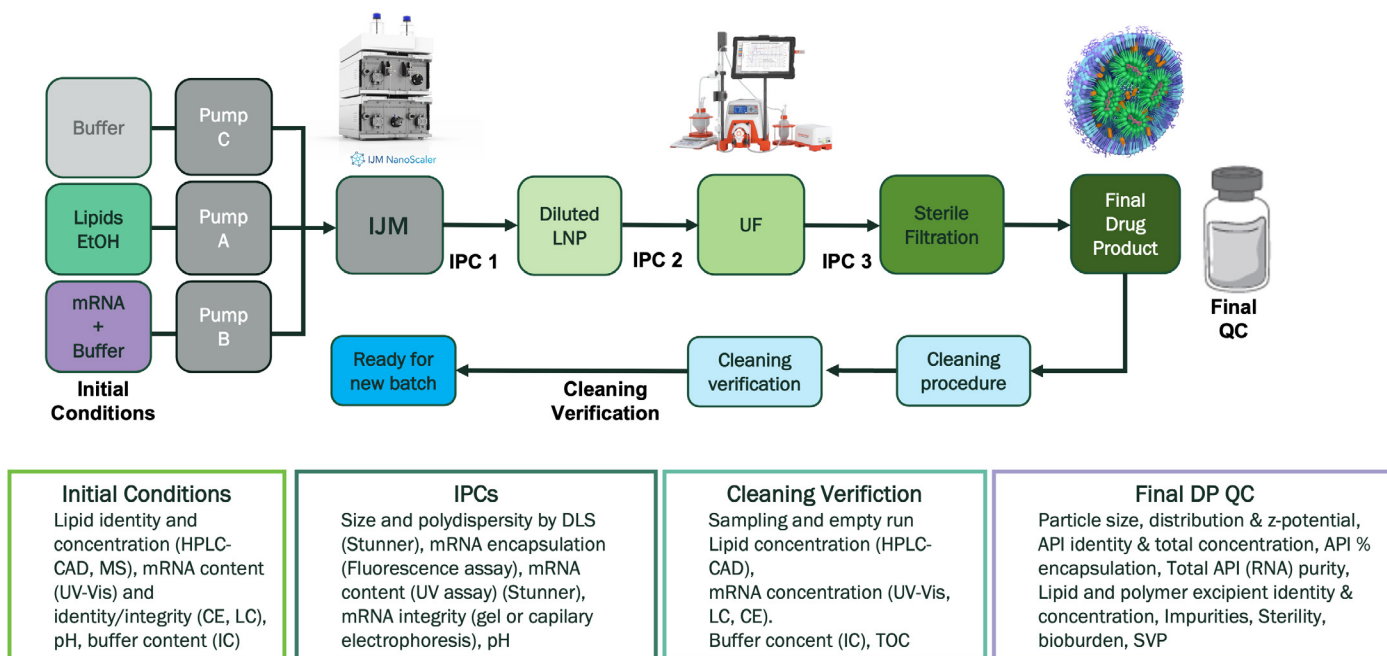 Buffer
Pump
C
IJM NanoScaler
Lipids
EtOH
Pump
A
IJM
IPC 1
Diluted
LNP
IPC 2
UF
IPC 3
Sterile
Filtration
Final
Drug
Product
Final
QC
mRNA
+
Buffer
Pump
B
Initial
Conditions
Ready for
new batch
Cleaning
Verification
Cleaning
verification
Cleaning
procedure
Initial Conditions
Lipid identity and
concentration (HPLC-
CAD, MS), mRNA content
(UV-Vis) and
identity/integrity (CE, LC),
pH, buffer content (IC)
IPCs
Size and polydispersity by DLS
(Stunner), mRNA encapsulation
(Fluorescence assay), mRNA
content (UV assay) (Stunner),
mRNA integrity (gel or capilary
electrophoresis), pH
Cleaning Verifiction
Sampling and empty run
Lipid concentration (HPLC-
CAD),
mRNA concentration (UV-Vis,
LC, CE).
Buffer concent (IC), TOC
Final DP QC
Particle size, distribution & z-potential,
API identity & total concentration, API %
encapsulation, Total API (RNA) purity,
Lipid and polymer excipient identity &
concentration, Impurities, Sterility,
bioburden, SVP